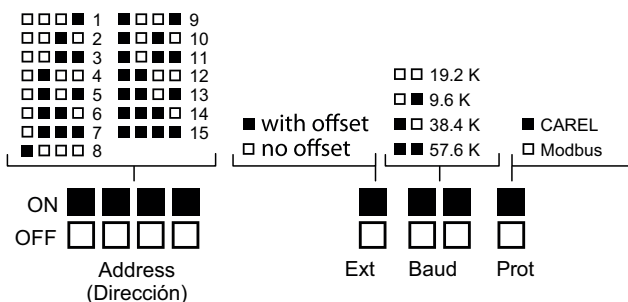 1 9
2 10
3 11
4 12
5 13
6 14
7 15
8
with offset
no offset
19.2 K
9.6 K
38.4 K
57.6 K
CAREL
Modbus
ON
OFF
Address
(Dirección)
Ext
Baud
Prot